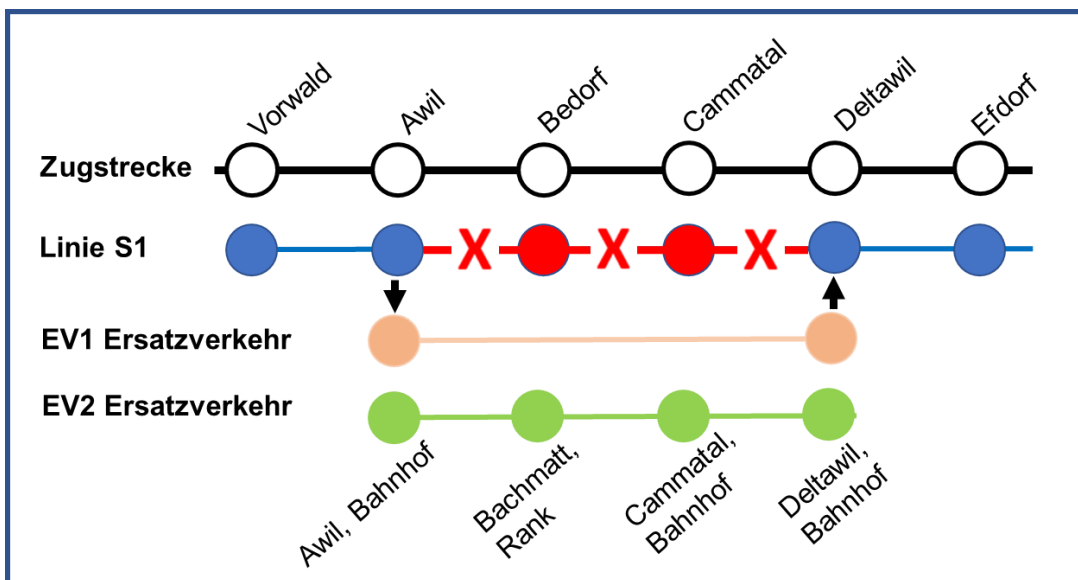 Vorwald
Awil
Bedorf
Cammatal
Deltawil
Efdorf
Zugstrecke
Linie S1
X X X
EV1 Ersatzverkehr
EV2 Ersatzverkehr
Awil, Bahnhof
Bachmatt,
Rank
Cammatal,
Bahnhof
Deltawil,
Bahnhof